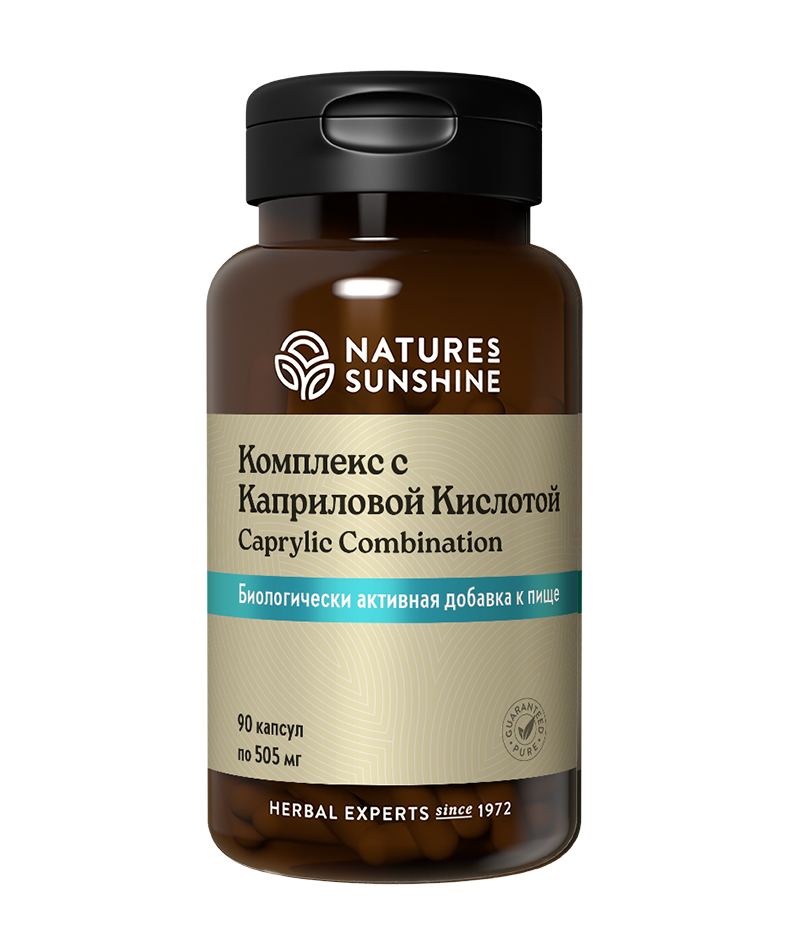 NATURES
SUNSHINE
Комплекс с
Каприловой Кислотой
Caprylic Combination
Биологически активная добавка к пище
90 капсул
по 505 мг
GUARANTEED
• PURE •
HERBAL EXPERTS since 1972